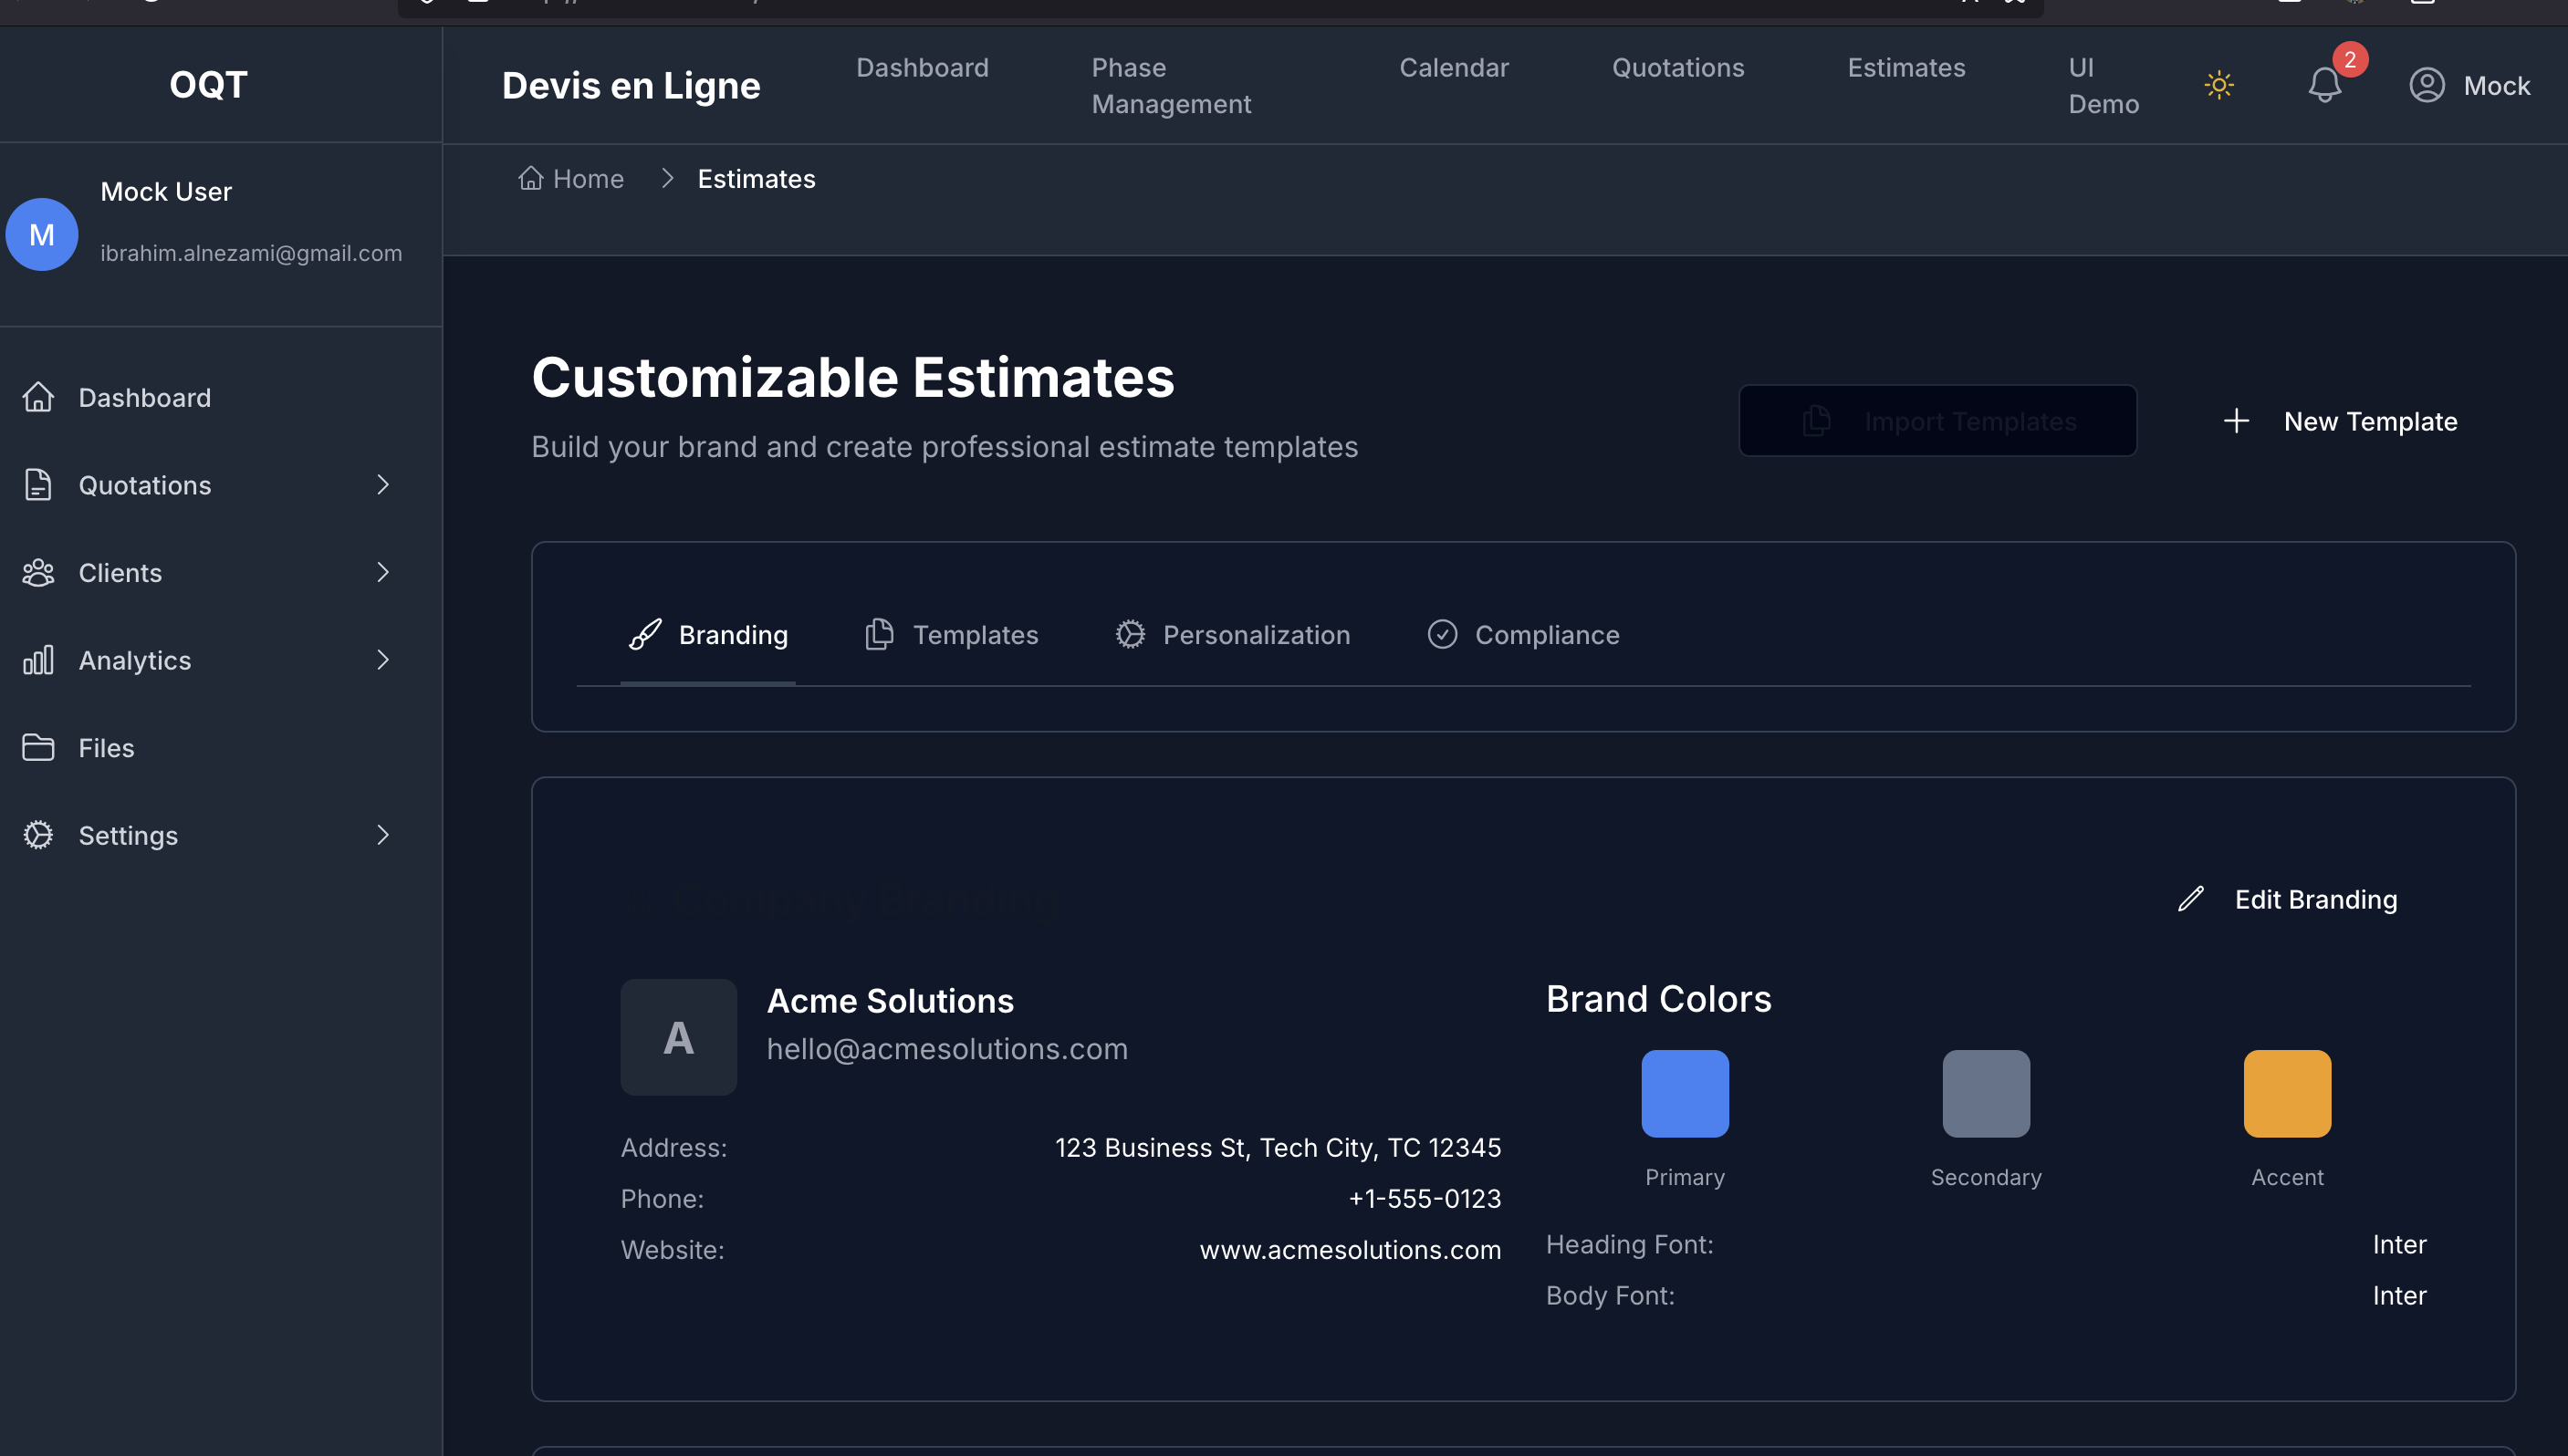 OQT
Mock User
M
ibrahim.alnezami@gmail.com
Dashboard
Quotations
Clients
Analytics
Files
Settings
Devis en Ligne
Dashboard
Phase
Management
Calendar
Quotations
Estimates
UI
Demo
2
Mock
Home
Estimates
Customizable Estimates
Build your brand and create professional estimate templates
Import Templates
New Template
Branding
Templates
Personalization
Compliance
Company Branding
Edit Branding
A
Acme Solutions
hello@acmesolutions.com
Address:
123 Business St, Tech City, TC 12345
Phone:
+1-555-0123
Website:
www.acmesolutions.com
Brand Colors
Primary
Secondary
Accent
Heading Font:
Inter
Body Font:
Inter